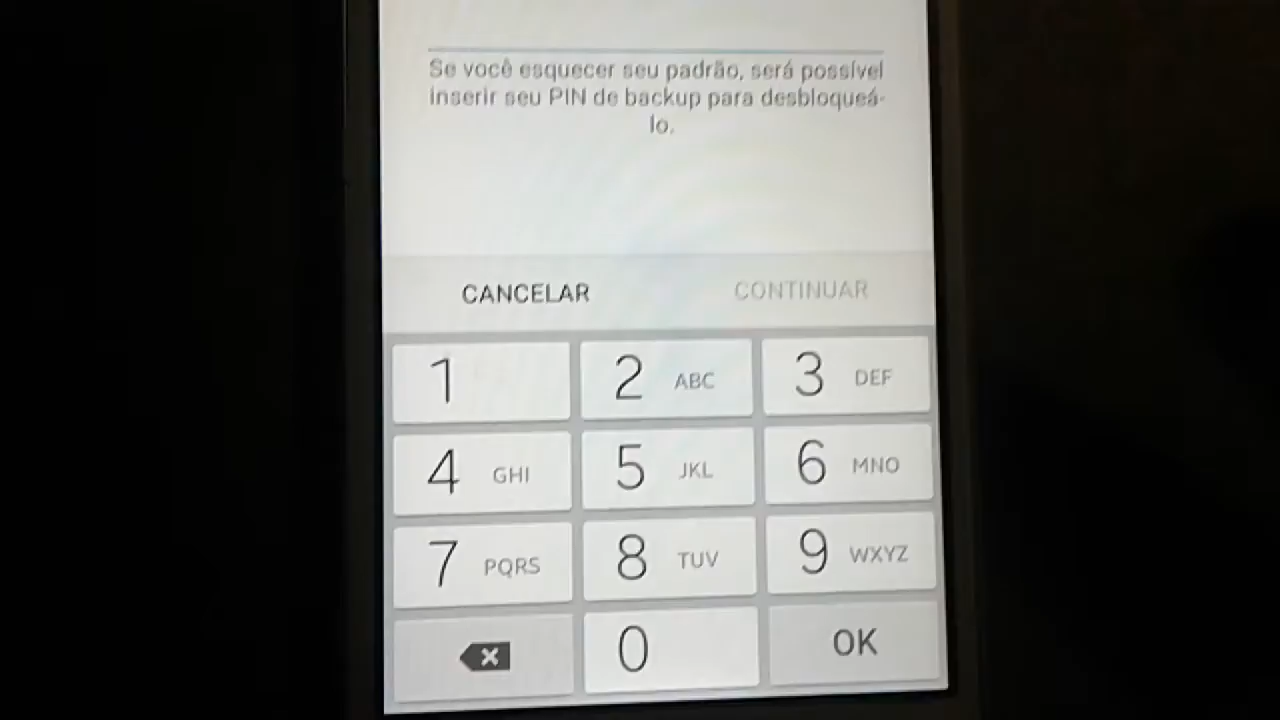 Se você esquecer seu padrão, será possível
inserir seu PIN de backup para desbloqueá-
lo.
CANCELAR CONTINUAR
1 2 ABC 3 DEF
4 GHI 5 JKL 6 MNO
7 PQRS 8 TUV 9 WXYZ
0 OK